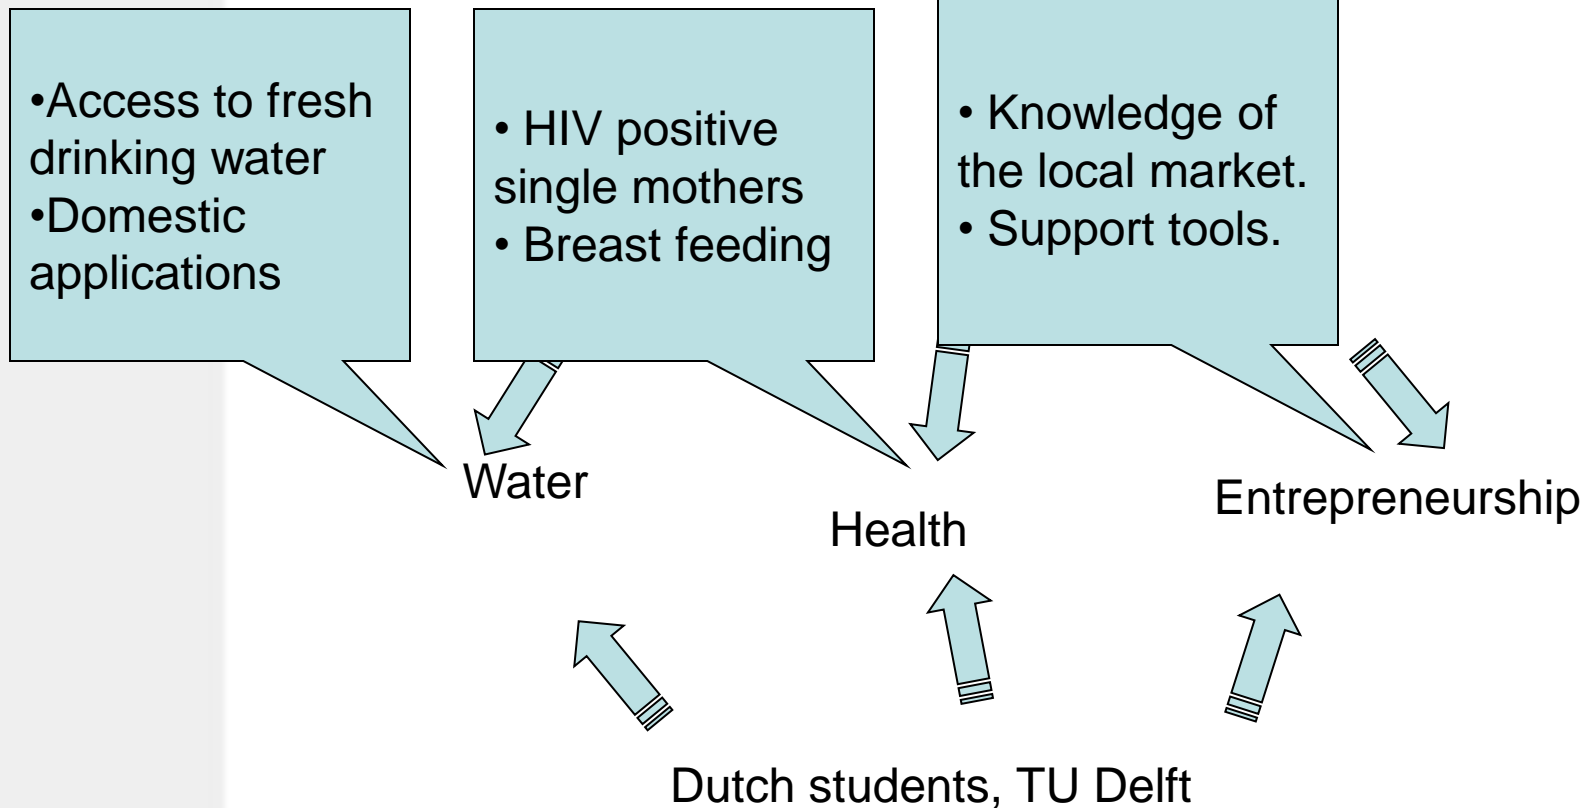 •Access to fresh
drinking water
•Domestic
applications
• HIV positive
single mothers
• Breast feeding
• Knowledge of
the local market.
• Support tools.
Water
Health
Entrepreneurship
Dutch students, TU Delft